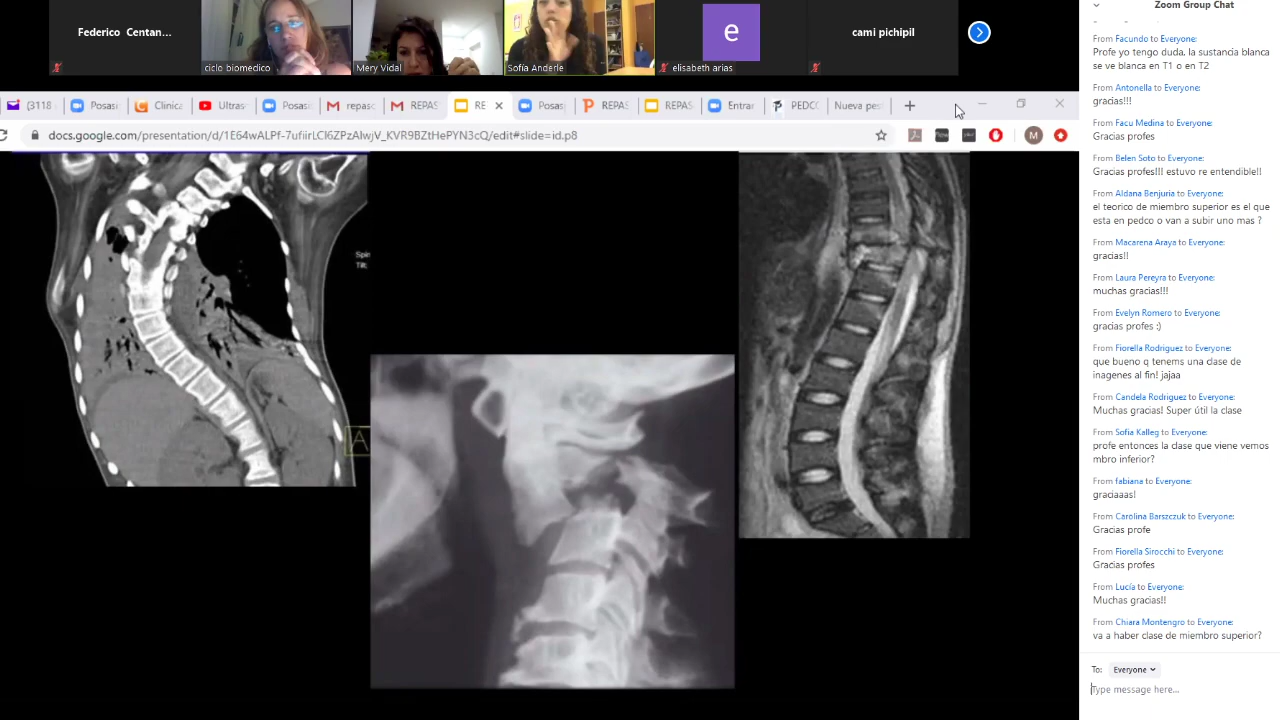 Federico Centan...
ciclo biomedico
Mery Vidal
Sofía Anderle
e
elisabeth arias
cami pichipil
(3118
Posasi
Clinica
Ultras
Posasi
repaso
REPAS
RE
Posas
REPAS
REPAS
Entrar
PEDCO
Nueva pes
docs.google.com/presentation/d/1E64wALPf-7ufiirLCl6ZPzAlwjV_KVR9BZtHePYN3cQ/edit#slide=id.p8
M
Spin
Tilt:
A
Zoom Group Chat
From Facundo to Everyone:
Profe yo tengo duda, la sustancia blanca
se ve blanca en T1 o en T2
From Antonella to Everyone:
gracias!!!
From Facu Medina to Everyone:
Gracias profes
From Belen Soto to Everyone:
Gracias profes!!! estuvo re entendible!!
From Aldana Benjuria to Everyone:
el teorico de miembro superior es el que
esta en pedco o van a subir uno mas ?
From Macarena Araya to Everyone:
gracias!!
From Laura Pereyra to Everyone:
muchas gracias!!!
From Evelyn Romero to Everyone:
gracias profes :)
From Fiorella Rodriguez to Everyone:
que bueno q tenems una clase de
inagenes al fin! jajaa
From Candela Rodriguez to Everyone:
Muchas gracias! Super útil la clase
From Sofia Kalleg to Everyone:
profe entonces la clase que viene vemos
mbro inferior?
From fabiana to Everyone:
graciaaas!
From Carolina Barszczuk to Everyone:
Gracias profe
From Fiorella Sirocchi to Everyone:
Gracias profes
From Lucía to Everyone:
Muchas gracias!!
From Chiara Montengro to Everyone:
va a haber clase de miembro superior?
To: Everyone
Type message here...